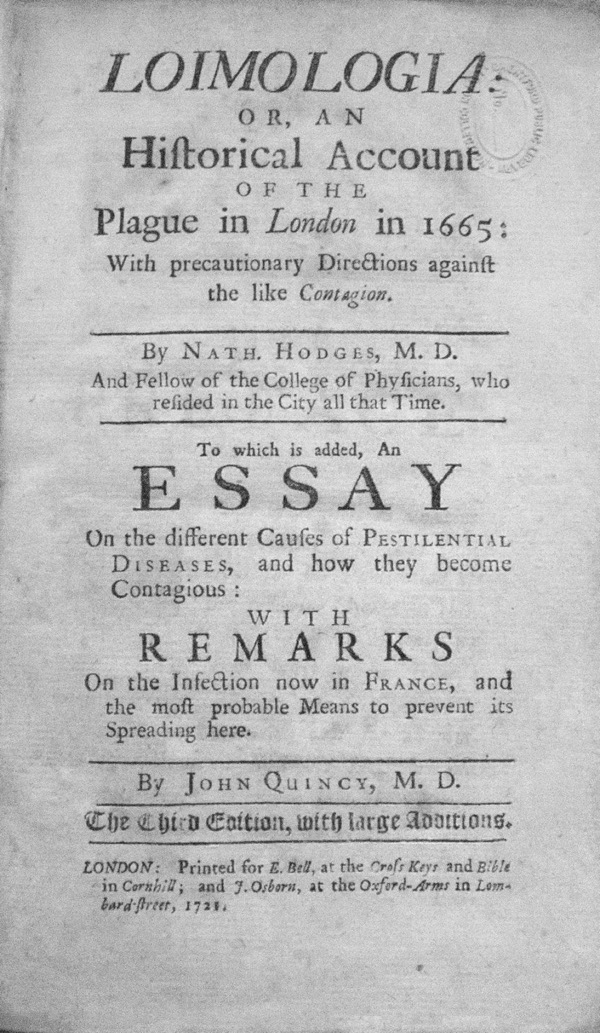 LOIMOLOGIA:
OR, AN
Hiſtorical Account
OF THE
Plague in London in 1665:
With precautionary Directions againſt
the like Contagion.
By NATH. HODGES, M. D.
And Fellow of the College of Phyſicians, who
reſided in the City all that Time.
To which is added, An
ESSAY
On the different Cauſes of PESTILENTIAL
DISEASES, and how they become
Contagious:
WITH
REMARKS
On the Infection now in FRANCE, and
the moſt probable Means to prevent its
Spreading here.
By JOHN QUINCY, M. D.
The Third Edition, with large Additions.
LONDON: Printed for E. Bell, at the Croſs Keys and Bible
in Cornhill; and J. Osborn, at the Oxford-Arms in Lom-
bard-ſtreet, 1721.